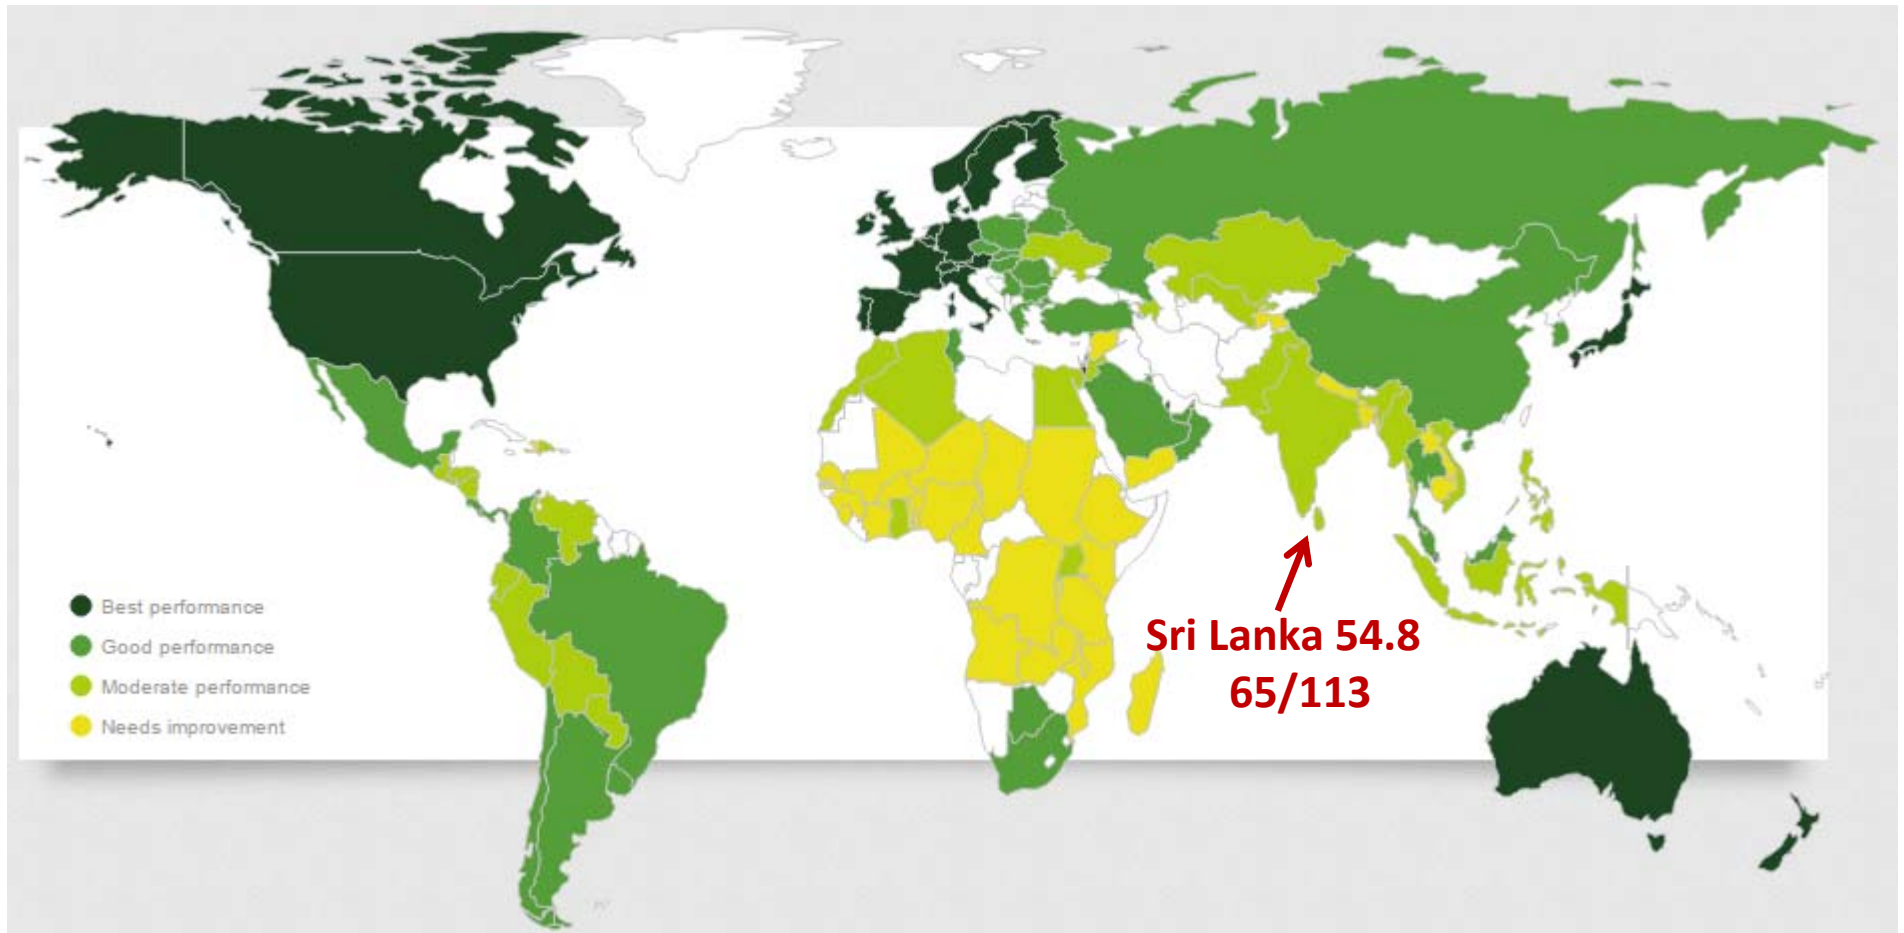 Best performance
Good performance
Moderate performance
Needs improvement
Sri Lanka 54.8
65/113